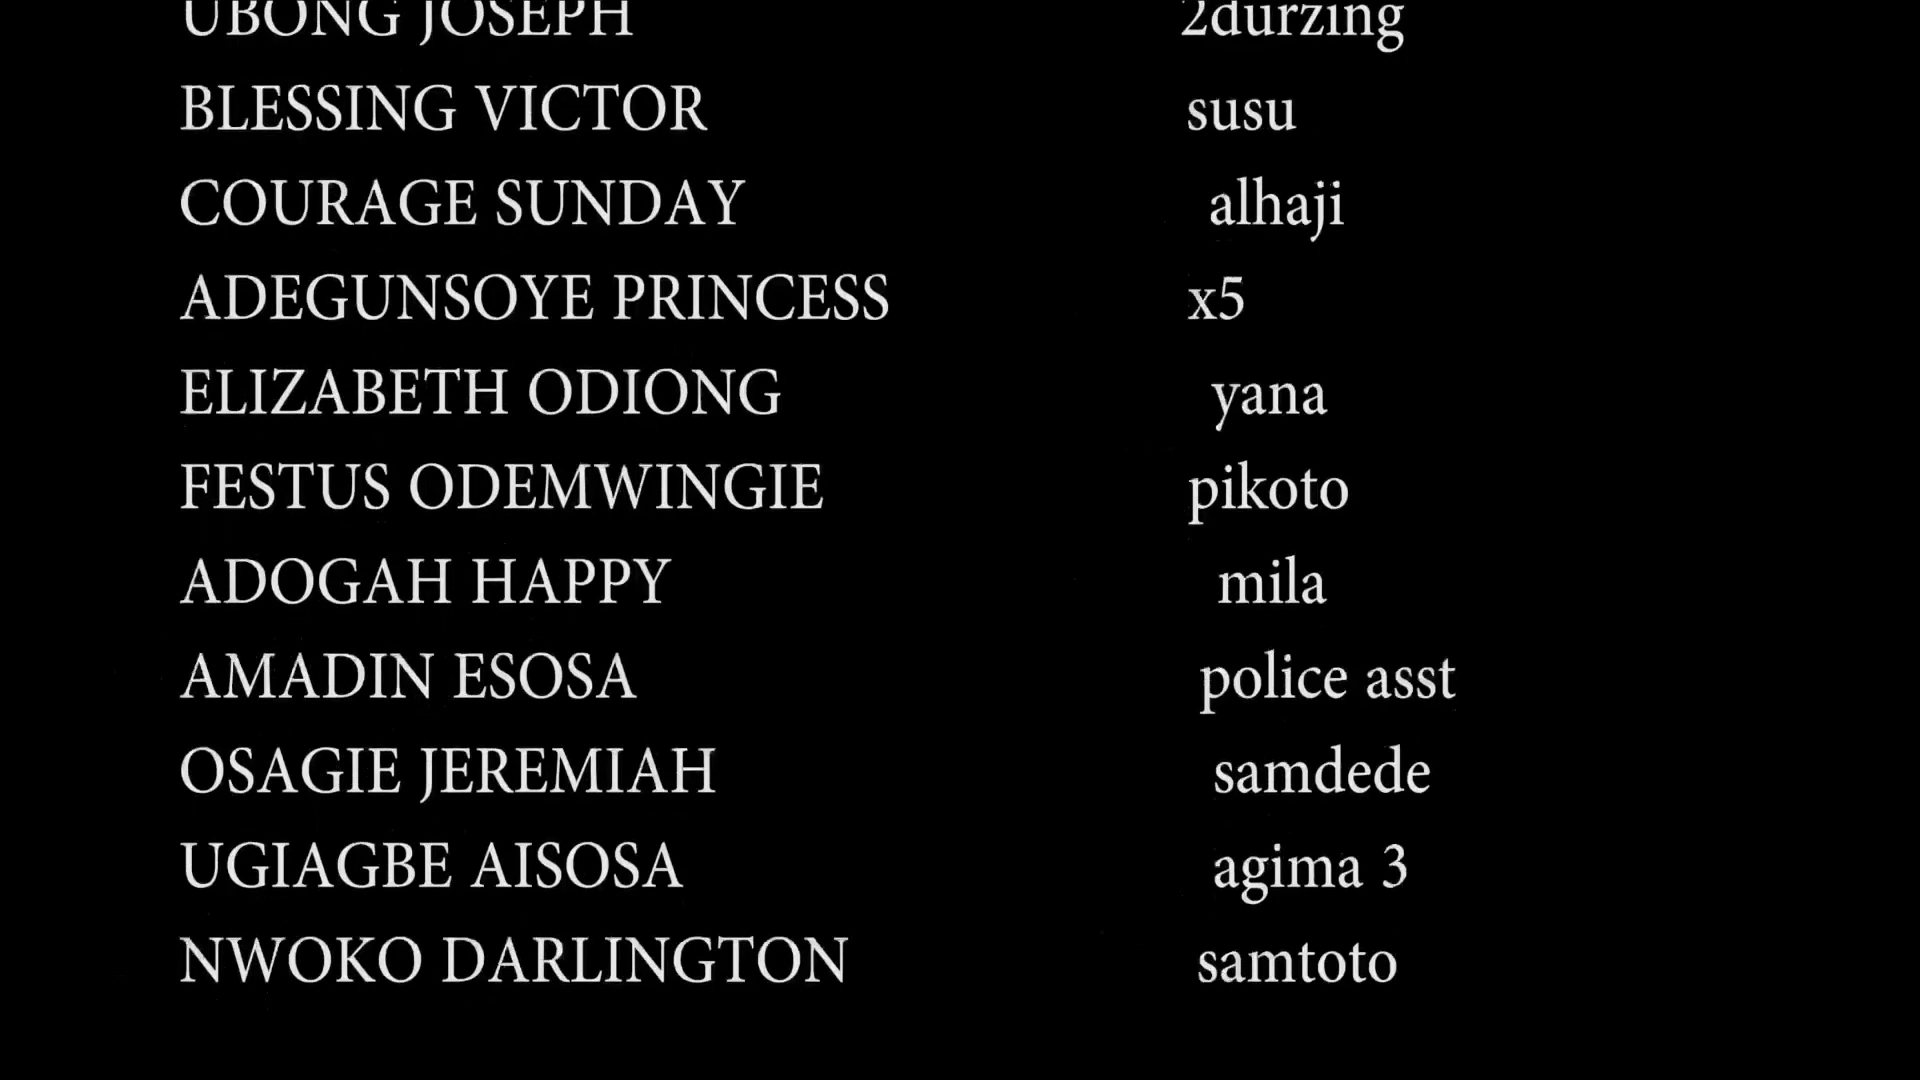 UBONG JOSEPH 2durzing
BLESSING VICTOR susu
COURAGE SUNDAY alhaji
ADEGUNSOYE PRINCESS x5
ELIZABETH ODIONG yana
FESTUS ODEMWINGIE pikoto
ADOGAH HAPPY mila
AMADIN ESOSA police asst
OSAGIE JEREMIAH samdede
UGIAGBE AISOSA agima 3
NWOKO DARLINGTON samtoto